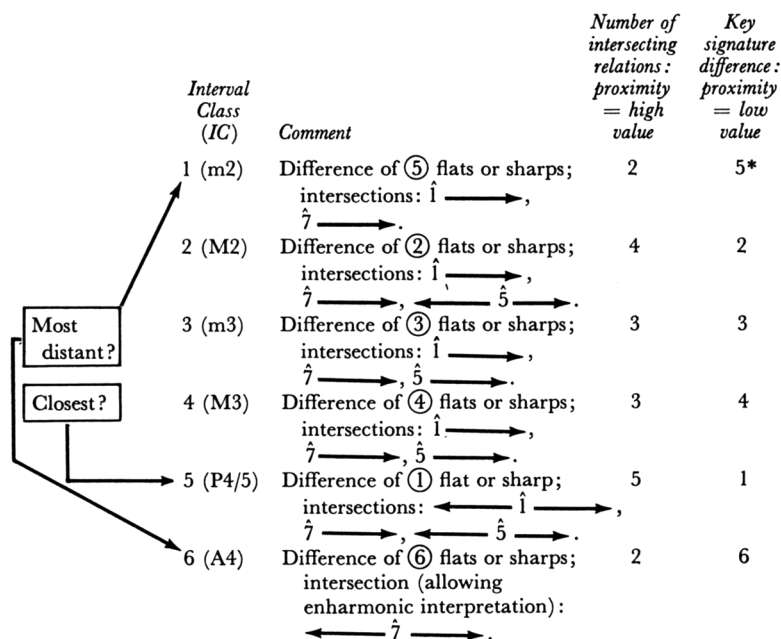 Number of Key
intersecting signature
relations: difference:
Interval proximity proximity
Class = high = low
(IC) Comment value value
1 (m2) Difference of ⑤ flats or sharps; 2 5*
intersections: 1̂ ⟶,
7̂ ⟶.
2 (M2) Difference of ② flats or sharps; 4 2
intersections: 1̂ ⟶,
7̂ ⟶, ⟵ 5̂ ⟶.
Most
distant?
3 (m3) Difference of ③ flats or sharps; 3 3
intersections: 1̂ ⟶,
7̂ ⟶, 5̂ ⟶.
Closest?
4 (M3) Difference of ④ flats or sharps; 3 4
intersections: 1̂ ⟶,
7̂ ⟶, 5̂ ⟶.
5 (P4/5) Difference of ① flat or sharp; 5 1
intersections: ⟵ 1̂ ⟶,
7̂ ⟶, ⟵ 5̂ ⟶.
6 (A4) Difference of ⑥ flats or sharps; 2 6
intersection (allowing
enharmonic interpretation):
⟵ 7̂ ⟶.